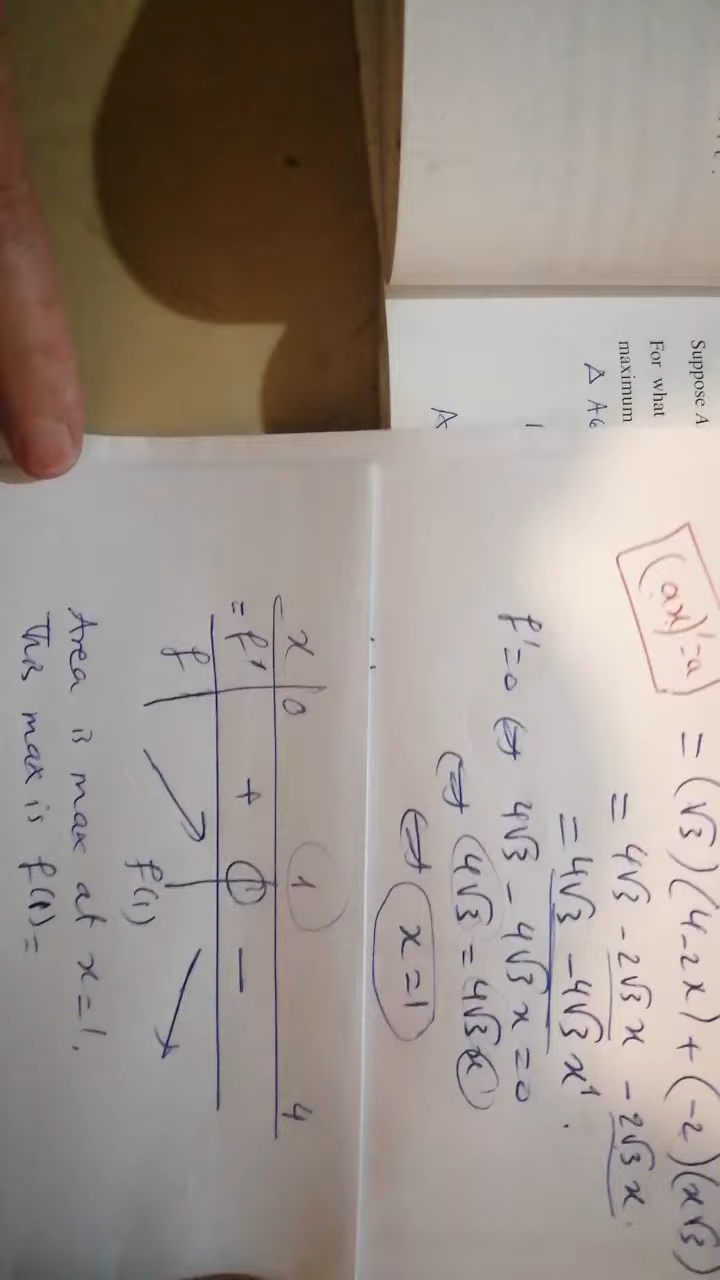 Suppose A
For what
maximum
Δ AG
A
(ax)'=a
= (√3)(4-2x) + (-2)(x√3)
= 4√3 - 2√3 x - 2√3 x.
= 4√3 - 4√3 x¹.
f'=0 ⇔ 4√3 - 4√3 x = 0
⇔ 4√3 = 4√3 x
⇔ x=1
x 0 1 4
= f' + 0 -
f ↗ f(1) ↘
Area is max at x=1.
This max is f(1)=